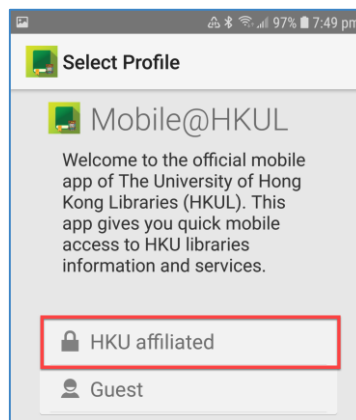 97% 7:49 pm
Select Profile
Mobile@HKUL
Welcome to the official mobile
app of The University of Hong
Kong Libraries (HKUL). This
app gives you quick mobile
access to HKU libraries
information and services.
HKU affiliated
Guest